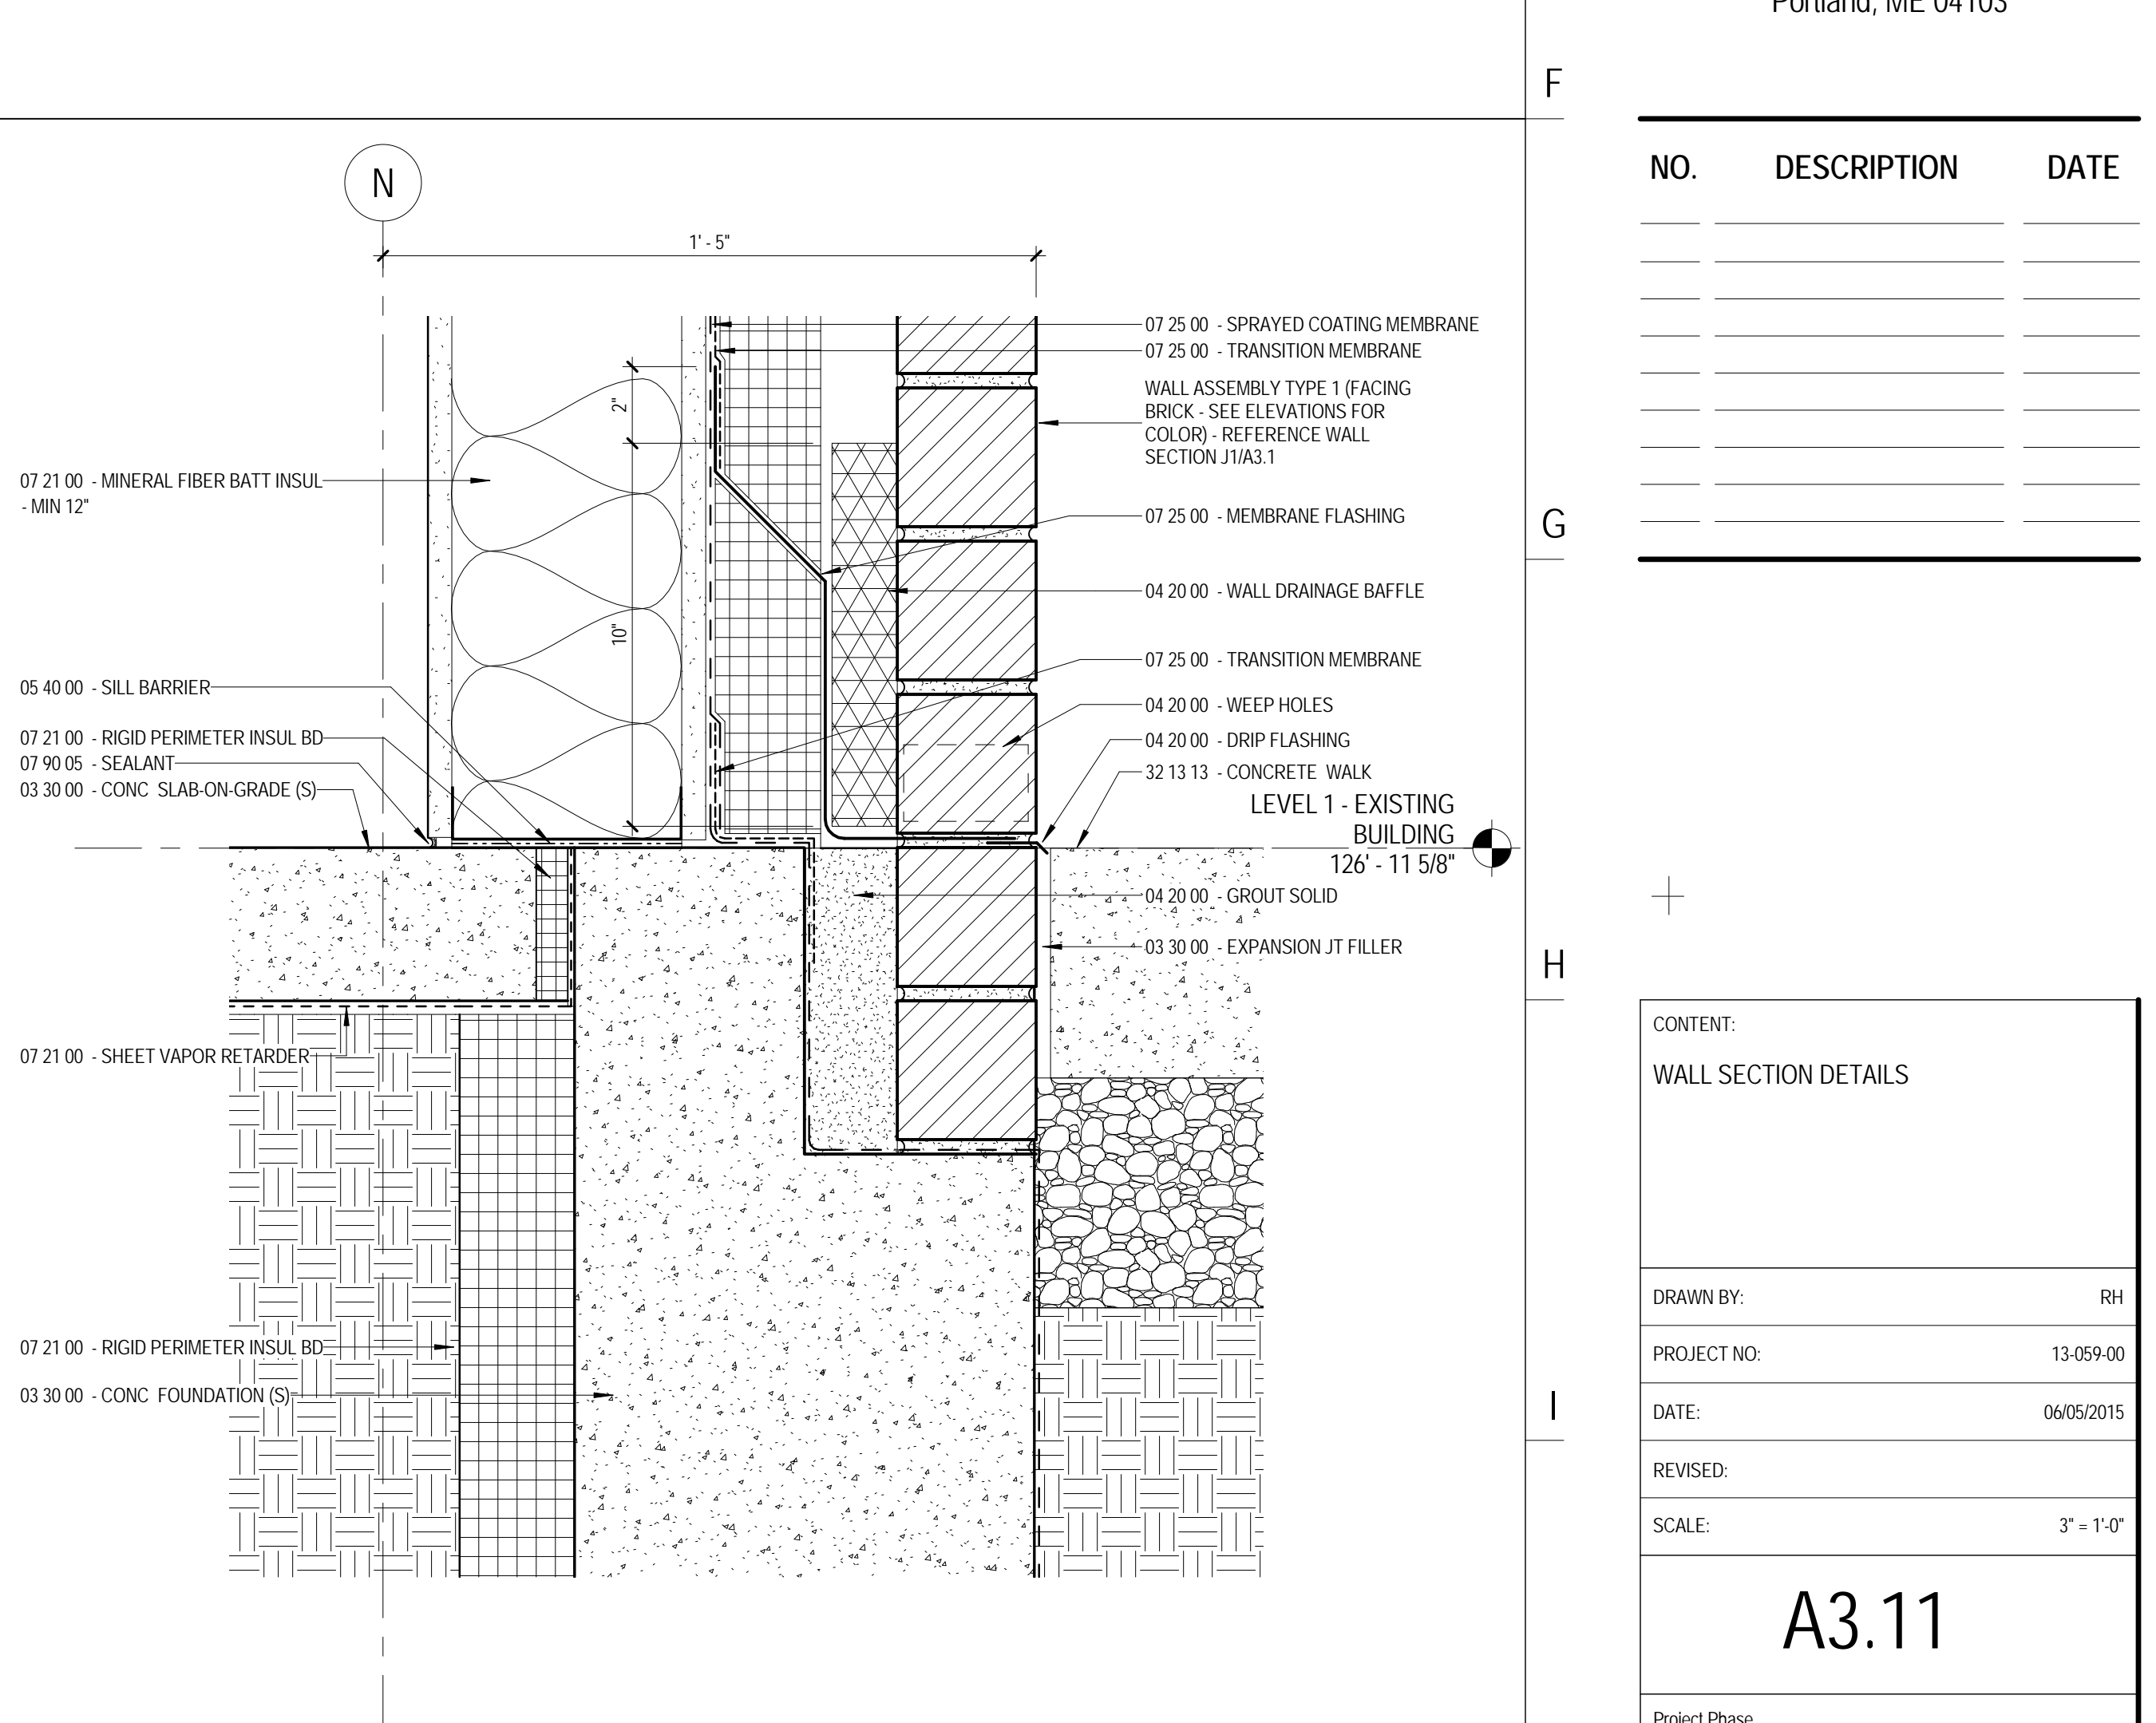 Portland, ME 04103
F
NO. DESCRIPTION DATE
N
1' - 5"
07 25 00 - SPRAYED COATING MEMBRANE
07 25 00 - TRANSITION MEMBRANE
WALL ASSEMBLY TYPE 1 (FACING
BRICK - SEE ELEVATIONS FOR
COLOR) - REFERENCE WALL
SECTION J1/A3.1
2"
07 21 00 - MINERAL FIBER BATT INSUL
- MIN 12"
07 25 00 - MEMBRANE FLASHING
G
04 20 00 - WALL DRAINAGE BAFFLE
10"
07 25 00 - TRANSITION MEMBRANE
05 40 00 - SILL BARRIER
04 20 00 - WEEP HOLES
07 21 00 - RIGID PERIMETER INSUL BD
04 20 00 - DRIP FLASHING
07 90 05 - SEALANT
32 13 13 - CONCRETE WALK
03 30 00 - CONC SLAB-ON-GRADE (S)
LEVEL 1 - EXISTING
BUILDING
126' - 11 5/8"
04 20 00 - GROUT SOLID
03 30 00 - EXPANSION JT FILLER
H
07 21 00 - SHEET VAPOR RETARDER
07 21 00 - RIGID PERIMETER INSUL BD
03 30 00 - CONC FOUNDATION (S)
I
CONTENT:
WALL SECTION DETAILS
DRAWN BY: RH
PROJECT NO: 13-059-00
DATE: 06/05/2015
REVISED:
SCALE: 3" = 1'-0"
A3.11
Project Phase